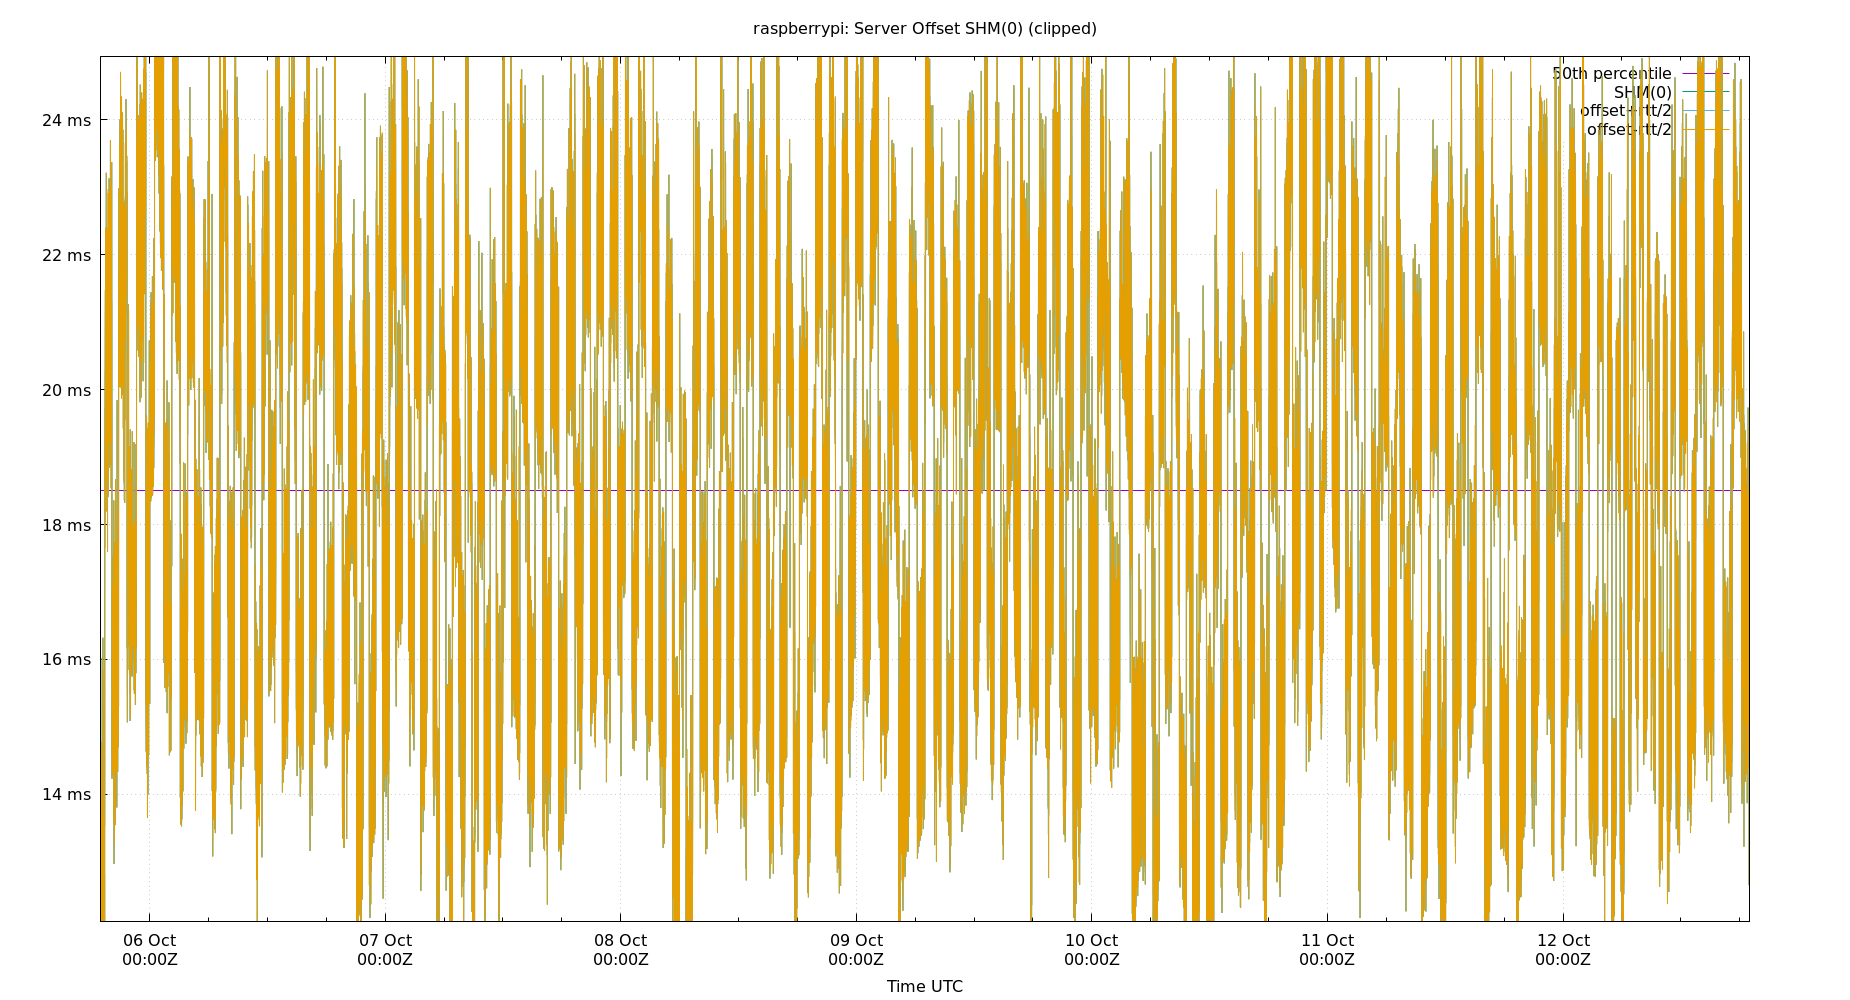 raspberrypi: Server Offset SHM(0) (clipped)
50th percentile
SHM(0)
offset+rtt/2
offset-rtt/2
24 ms
22 ms
20 ms
18 ms
16 ms
14 ms
06 Oct 07 Oct 08 Oct 09 Oct 10 Oct 11 Oct 12 Oct
00:00Z 00:00Z 00:00Z 00:00Z 00:00Z 00:00Z 00:00Z
Time UTC